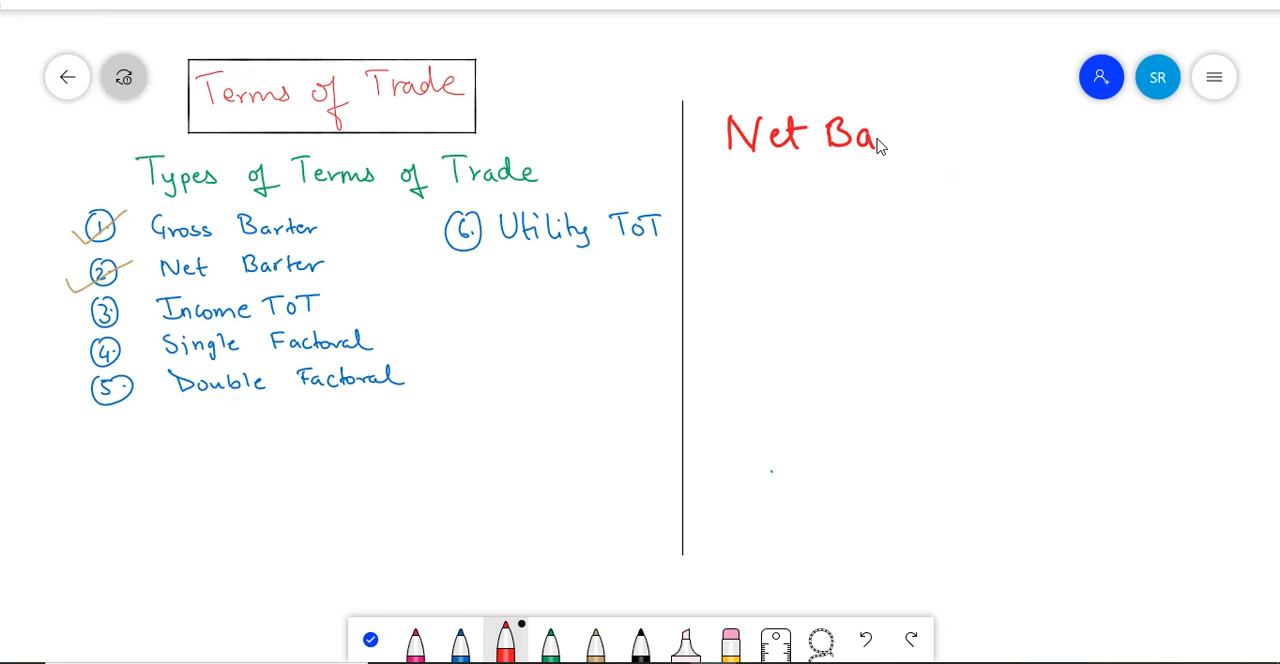 Terms of Trade
Types of Terms of Trade
1. Gross Barter
2. Net Barter
3. Income ToT
4. Single Factoral
5. Double Factoral
6. Utility ToT
Net Ba
SR